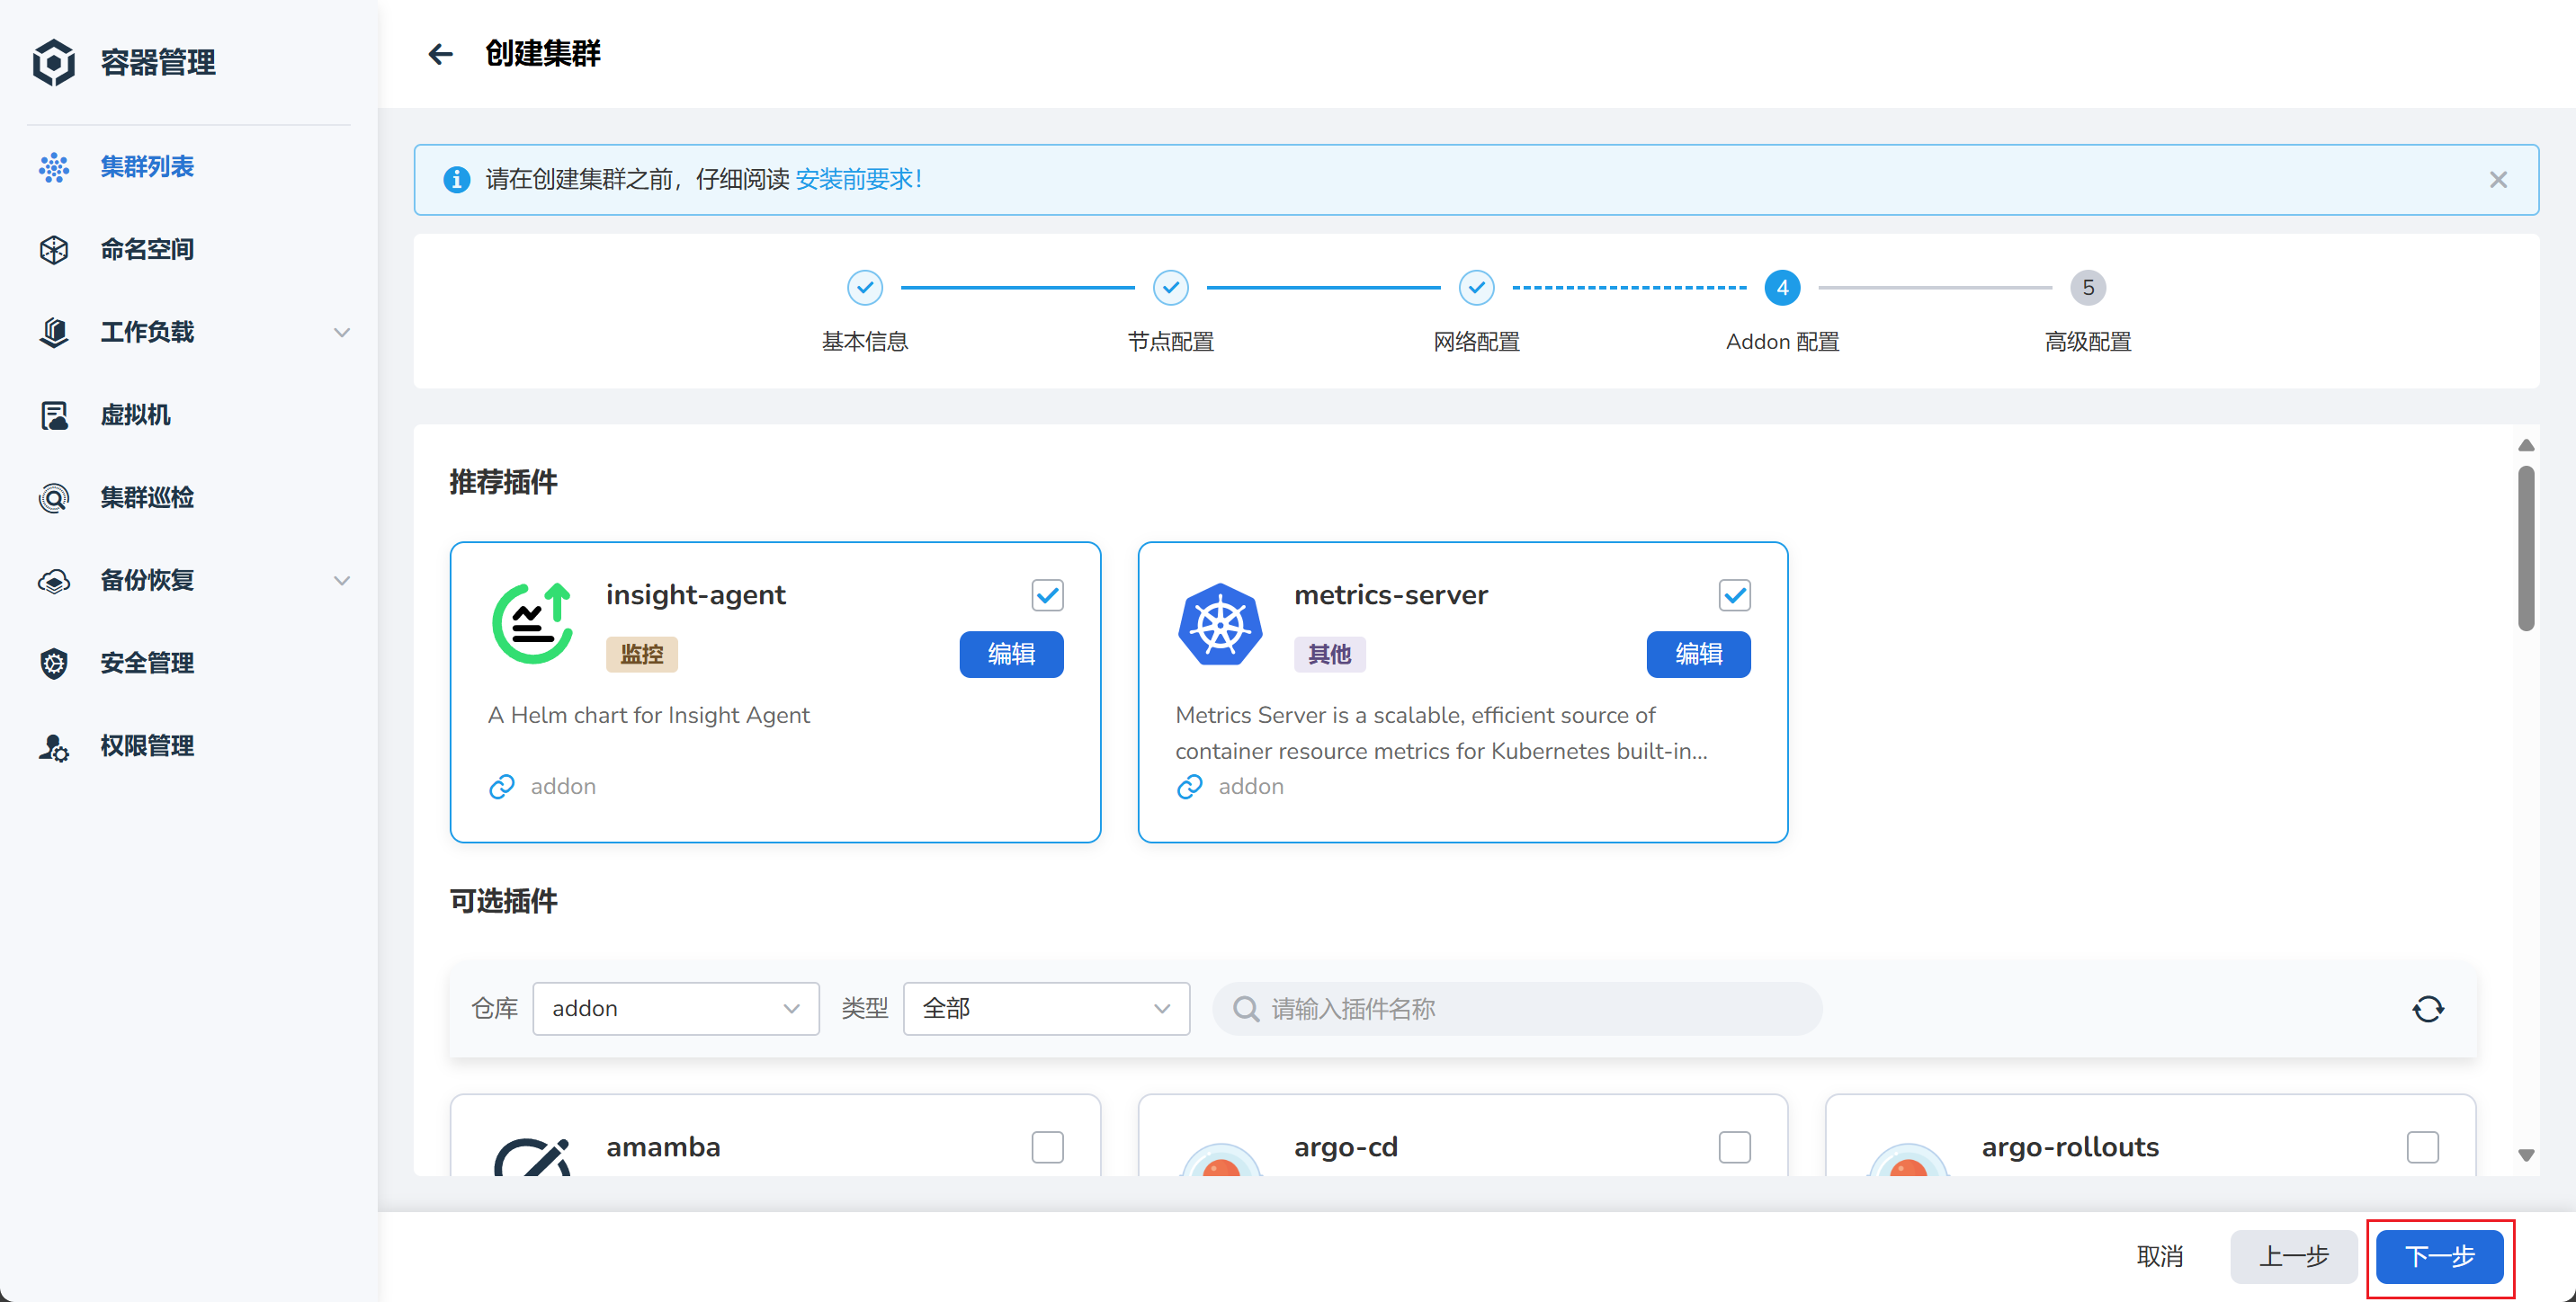 容器管理
集群列表
命名空间
工作负载
虚拟机
集群巡检
备份恢复
安全管理
权限管理
创建集群
请在创建集群之前，仔细阅读 安装前要求！
4
5
基本信息
节点配置
网络配置
Addon 配置
高级配置
推荐插件
insight-agent
监控
编辑
A Helm chart for Insight Agent
addon
metrics-server
其他
编辑
Metrics Server is a scalable, efficient source of
container resource metrics for Kubernetes built-in...
addon
可选插件
仓库 addon 类型 全部 请输入插件名称
amamba
argo-cd
argo-rollouts
取消 上一步 下一步